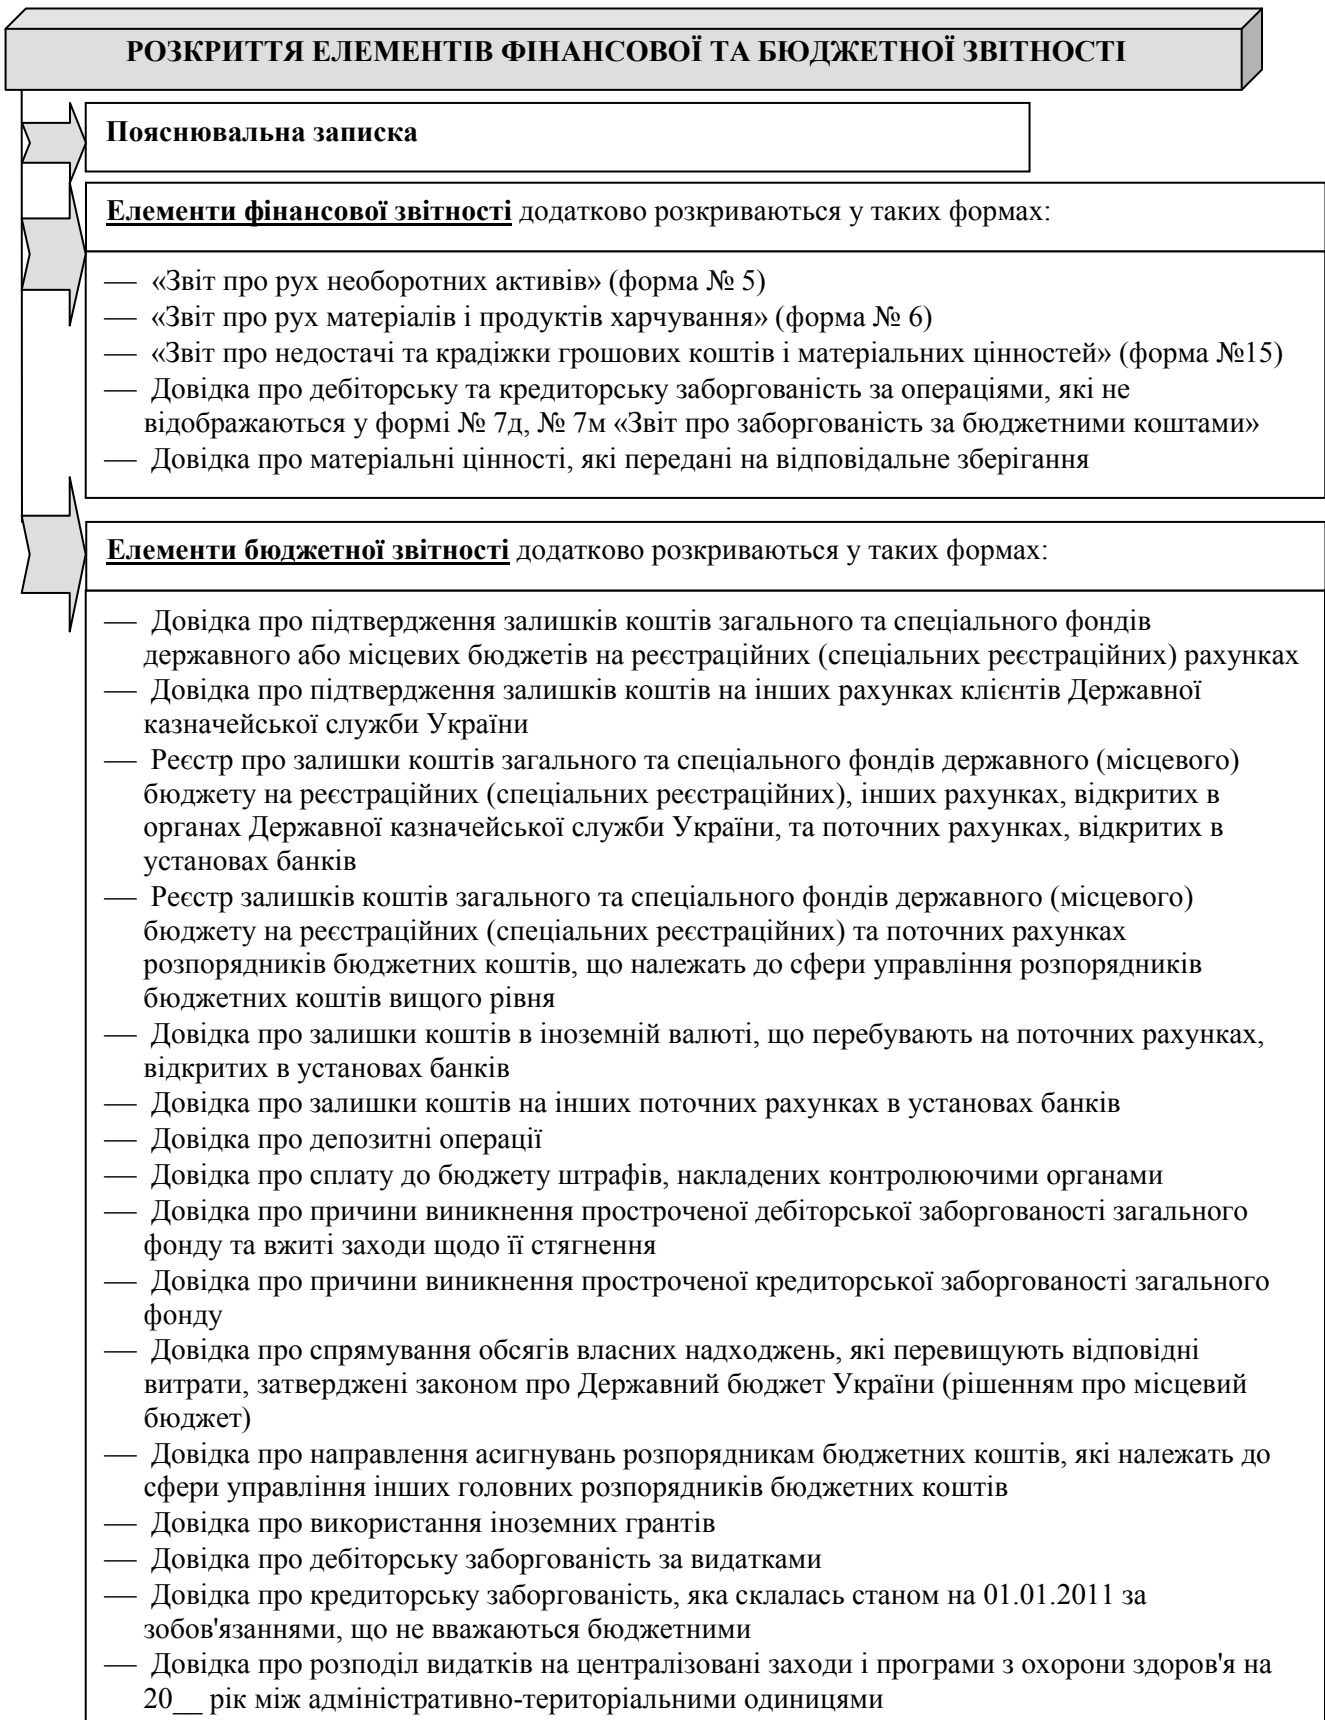 РОЗКРИТТЯ ЕЛЕМЕНТІВ ФІНАНСОВОЇ ТА БЮДЖЕТНОЇ ЗВІТНОСТІ
Пояснювальна записка
Елементи фінансової звітності додатково розкриваються у таких формах:
— «Звіт про рух необоротних активів» (форма № 5)
— «Звіт про рух матеріалів і продуктів харчування» (форма № 6)
— «Звіт про недостачі та крадіжки грошових коштів і матеріальних цінностей» (форма №15)
— Довідка про дебіторську та кредиторську заборгованість за операціями, які не
відображаються у формі № 7д, № 7м «Звіт про заборгованість за бюджетними коштами»
— Довідка про матеріальні цінності, які передані на відповідальне зберігання
Елементи бюджетної звітності додатково розкриваються у таких формах:
— Довідка про підтвердження залишків коштів загального та спеціального фондів
державного або місцевих бюджетів на реєстраційних (спеціальних реєстраційних) рахунках
— Довідка про підтвердження залишків коштів на інших рахунках клієнтів Державної
казначейської служби України
— Реєстр про залишки коштів загального та спеціального фондів державного (місцевого)
бюджету на реєстраційних (спеціальних реєстраційних), інших рахунках, відкритих в
органах Державної казначейської служби України, та поточних рахунках, відкритих в
установах банків
— Реєстр залишків коштів загального та спеціального фондів державного (місцевого)
бюджету на реєстраційних (спеціальних реєстраційних) та поточних рахунках
розпорядників бюджетних коштів, що належать до сфери управління розпорядників
бюджетних коштів вищого рівня
— Довідка про залишки коштів в іноземній валюті, що перебувають на поточних рахунках,
відкритих в установах банків
— Довідка про залишки коштів на інших поточних рахунках в установах банків
— Довідка про депозитні операції
— Довідка про сплату до бюджету штрафів, накладених контролюючими органами
— Довідка про причини виникнення простроченої дебіторської заборгованості загального
фонду та вжиті заходи щодо її стягнення
— Довідка про причини виникнення простроченої кредиторської заборгованості загального
фонду
— Довідка про спрямування обсягів власних надходжень, які перевищують відповідні
витрати, затверджені законом про Державний бюджет України (рішенням про місцевий
бюджет)
— Довідка про направлення асигнувань розпорядникам бюджетних коштів, які належать до
сфери управління інших головних розпорядників бюджетних коштів
— Довідка про використання іноземних грантів
— Довідка про дебіторську заборгованість за видатками
— Довідка про кредиторську заборгованість, яка склалась станом на 01.01.2011 за
зобов'язаннями, що не вважаються бюджетними
— Довідка про розподіл видатків на централізовані заходи і програми з охорони здоров'я на
20__ рік між адміністративно-територіальними одиницями